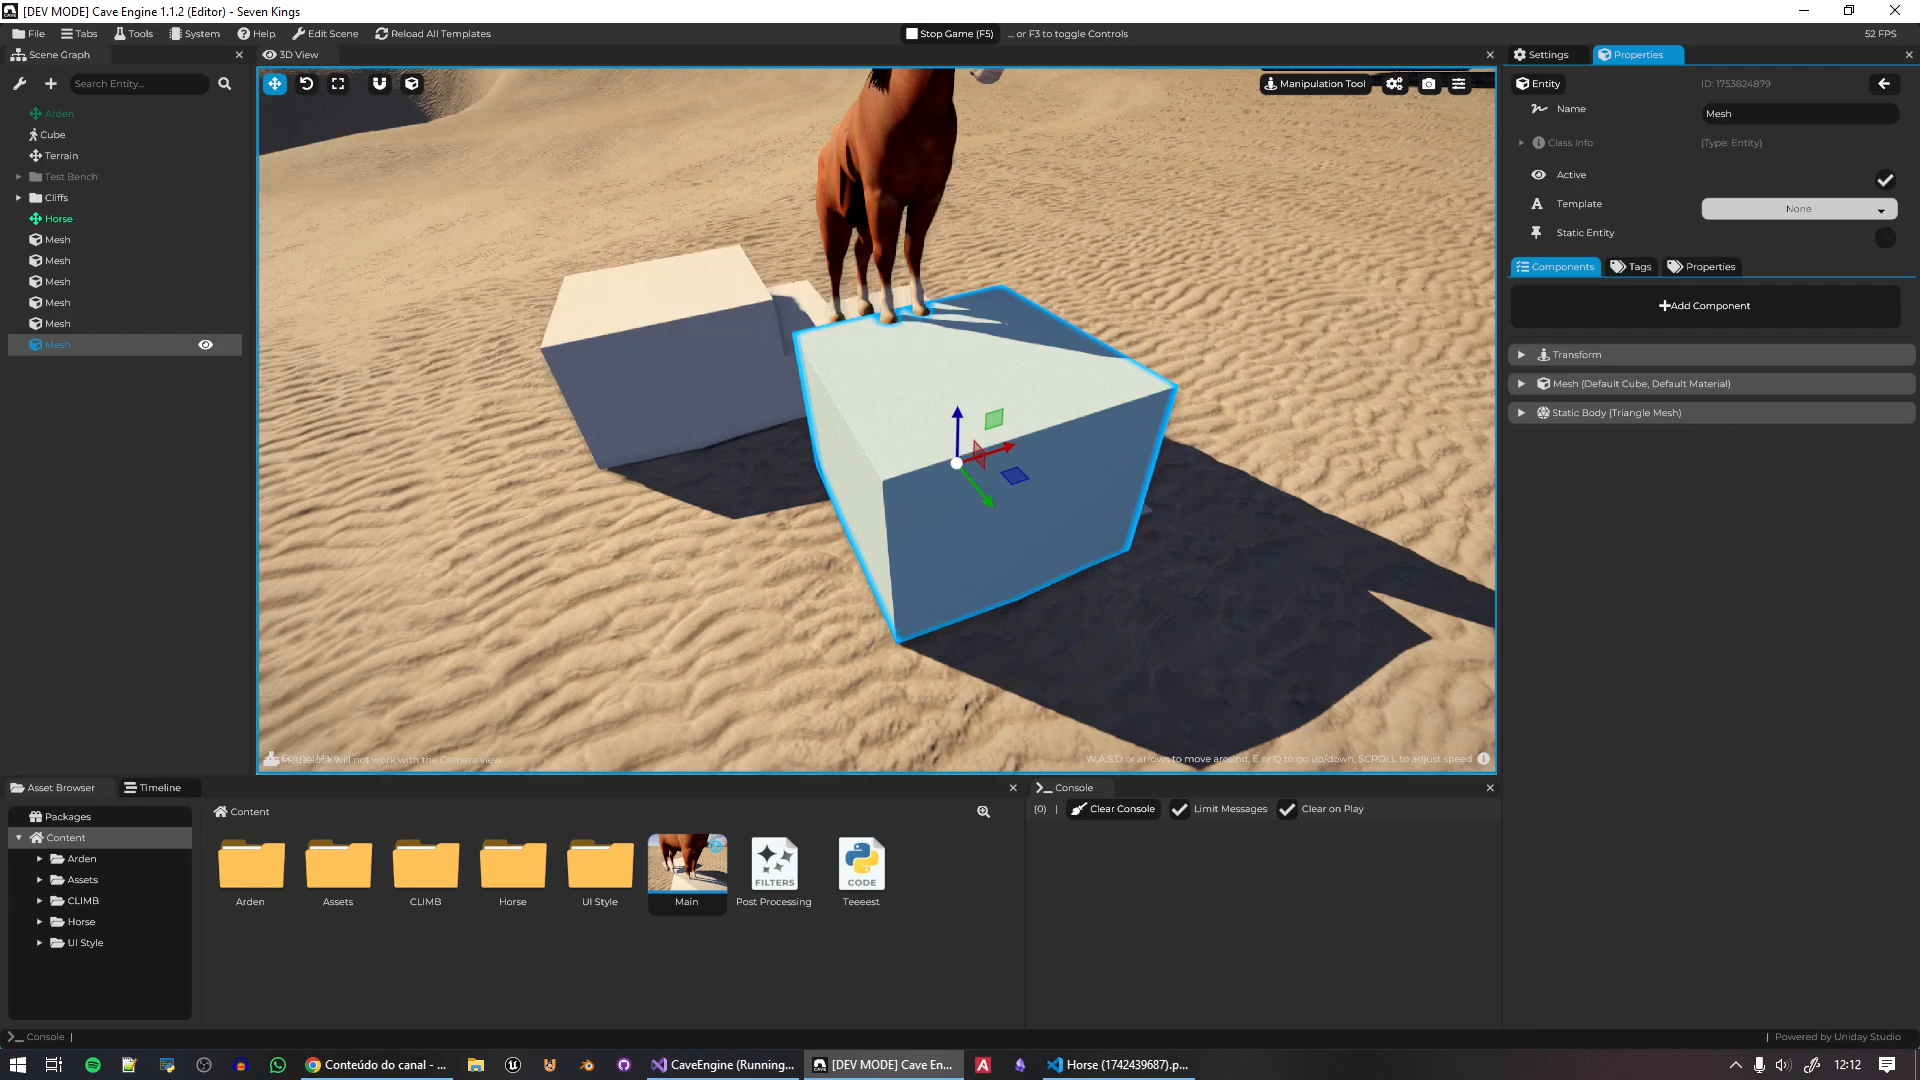 [DEV MODE] Cave Engine 1.1.2 (Editor) - Seven Kings
File Tabs Tools System Help Edit Scene Reload All Templates Stop Game (F5) ... or F3 to toggle Controls 52 FPS
Scene Graph
3D View
Settings
Properties
Search Entity...
Manipulation Tool
Entity
ID: 1753824879
Name
Mesh
Class Info
(Type: Entity)
Active
Template
None
Static Entity
Components
Tags
Properties
Add Component
Transform
Mesh (Default Cube, Default Material)
Static Body (Triangle Mesh)
Arden
Cube
Terrain
Test Bench
Cliffs
Horse
Mesh
Mesh
Mesh
Mesh
Mesh
Mesh
will not work with the Camera view.
W,A,S,D or arrows to move around, E or Q to go up/down, SCROLL to adjust speed
Asset Browser
Timeline
Packages
Content
Arden
Assets
CLIMB
Horse
UI Style
Content
FILTERS
CODE
Arden
Assets
CLIMB
Horse
UI Style
Main
Post Processing
Teeeest
Console
(0) | Clear Console Limit Messages Clear on Play
Console |
| Powered by Uniday Studio
Conteúdo do canal - ...
CaveEngine (Running...
[DEV MODE] Cave En...
Horse (1742439687).p...
12:12